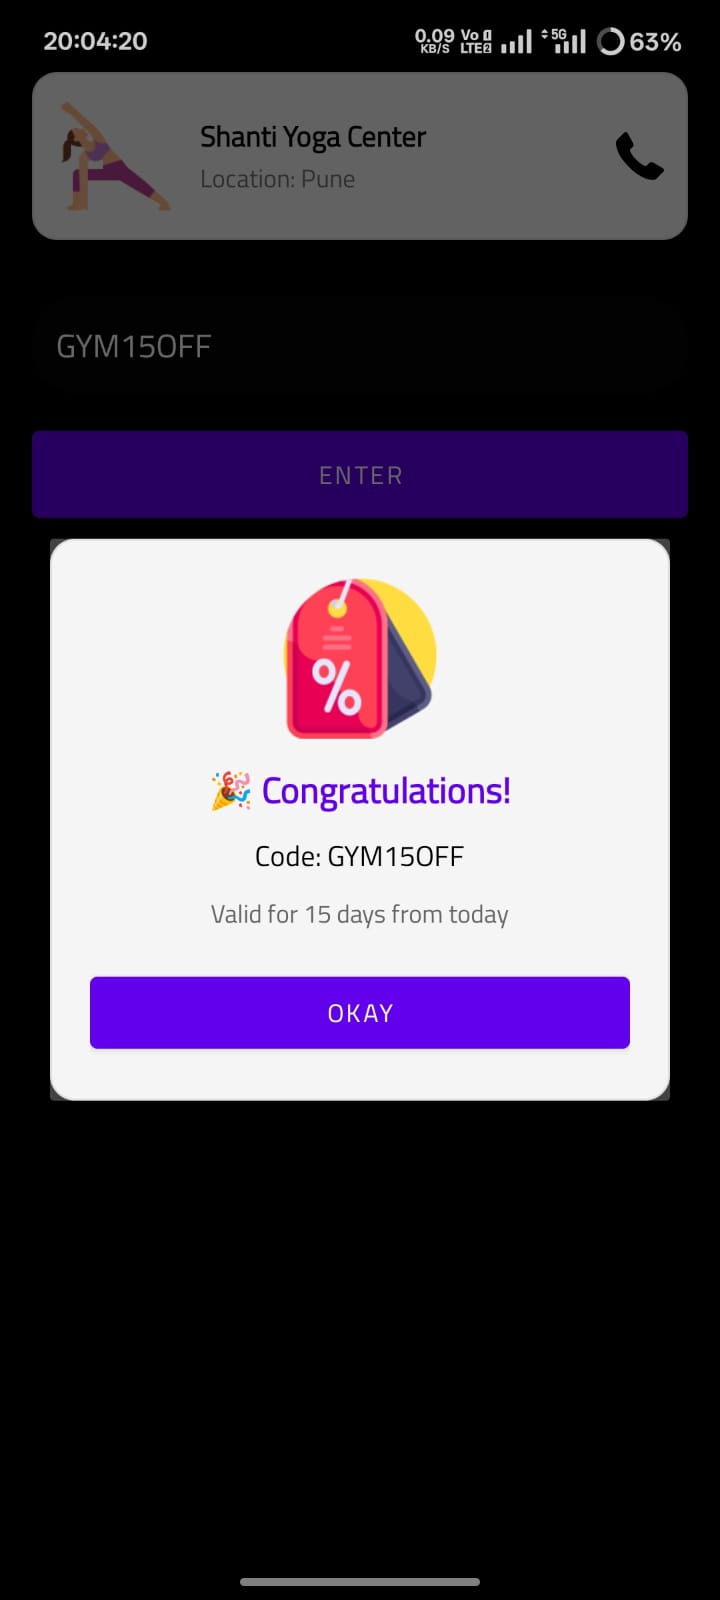 20:04:20
0.09 KB/S Vo LTE2 5G 63%
Shanti Yoga Center
Location: Pune
GYM15OFF
ENTER
%
🎉 Congratulations!
Code: GYM15OFF
Valid for 15 days from today
OKAY